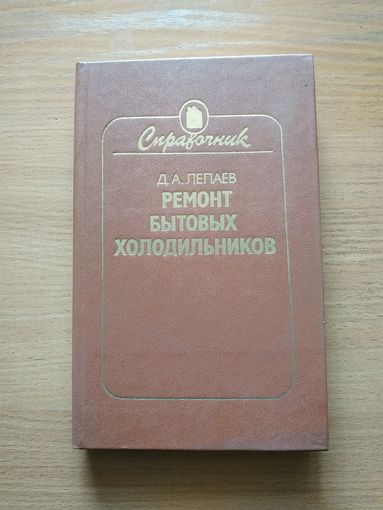 Справочник
Д.А.ЛЕПАЕВ
РЕМОНТ
БЫТОВЫХ
ХОЛОДИЛЬНИКОВ